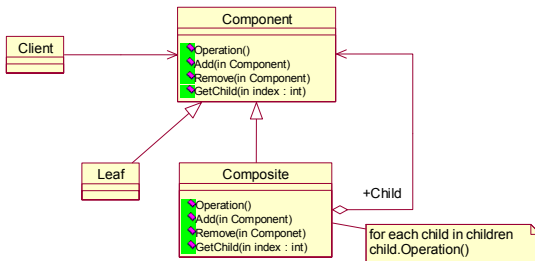 Component
Client
Operation()
Add(in Component)
Remove(in Component)
GetChild(in index : int)
Leaf
Composite
+Child
Operation()
Add(in Component)
Remove(in Componet)
GetChild(in index : int)
for each child in children
child.Operation()